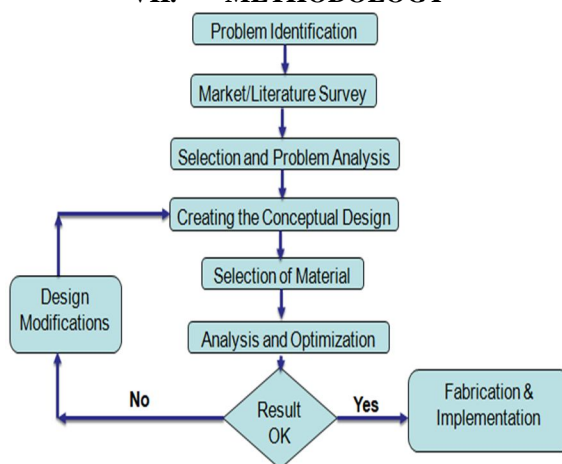 VII. METHODOLOGY
Problem Identification
Market/Literature Survey
Selection and Problem Analysis
Creating the Conceptual Design
Selection of Material
Design
Modifications
Analysis and Optimization
No
Result
OK
Yes
Fabrication &
Implementation